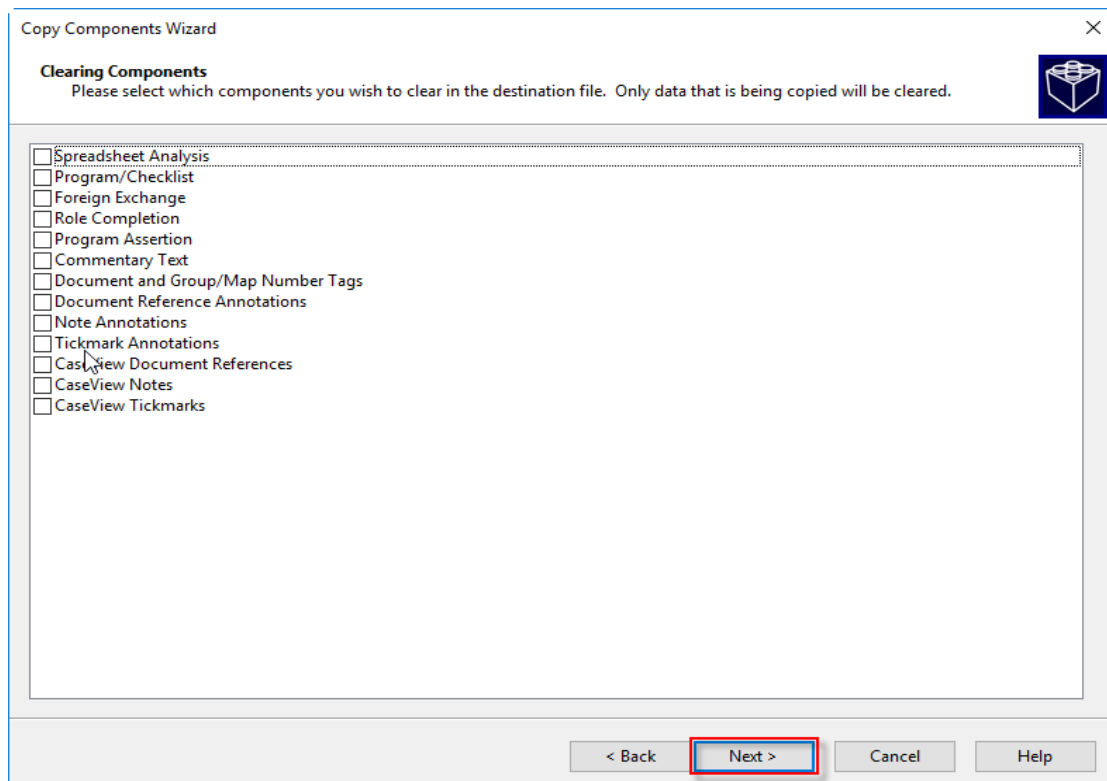 Copy Components Wizard
Clearing Components
Please select which components you wish to clear in the destination file.  Only data that is being copied will be cleared.
Spreadsheet Analysis
Program/Checklist
Foreign Exchange
Role Completion
Program Assertion
Commentary Text
Document and Group/Map Number Tags
Document Reference Annotations
Note Annotations
Tickmark Annotations
CaseView Document References
CaseView Notes
CaseView Tickmarks
< Back Next > Cancel Help